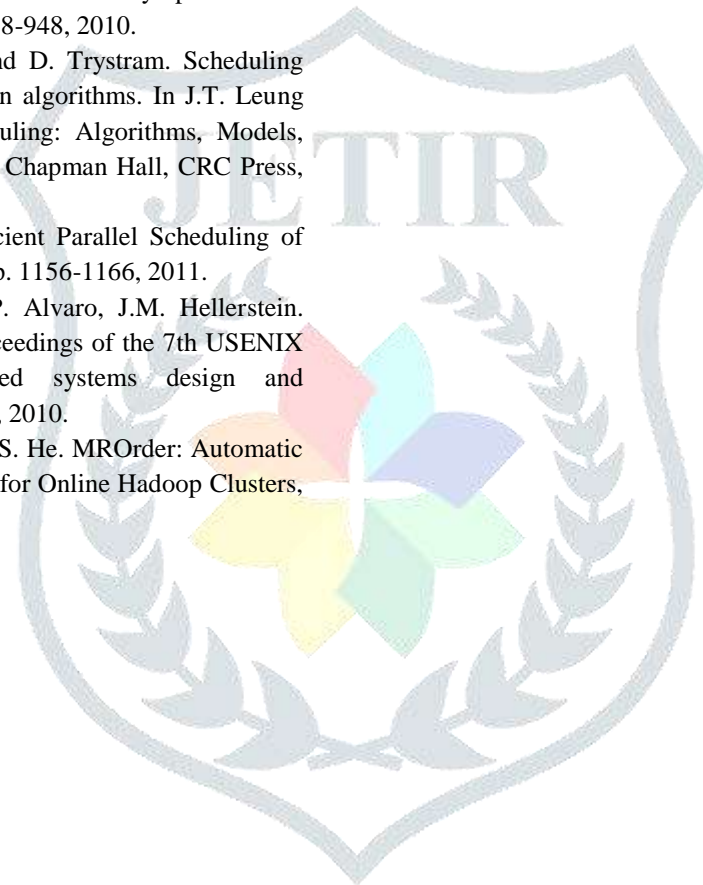 8-948, 2010.
nd D. Trystram. Scheduling
n algorithms. In J.T. Leung
duling: Algorithms, Models,
Chapman Hall, CRC Press,
JETIR
cient Parallel Scheduling of
p. 1156-1166, 2011.
P. Alvaro, J.M. Hellerstein.
ceedings of the 7th USENIX
ed systems design and
, 2010.
S. He. MROrder: Automatic
for Online Hadoop Clusters,